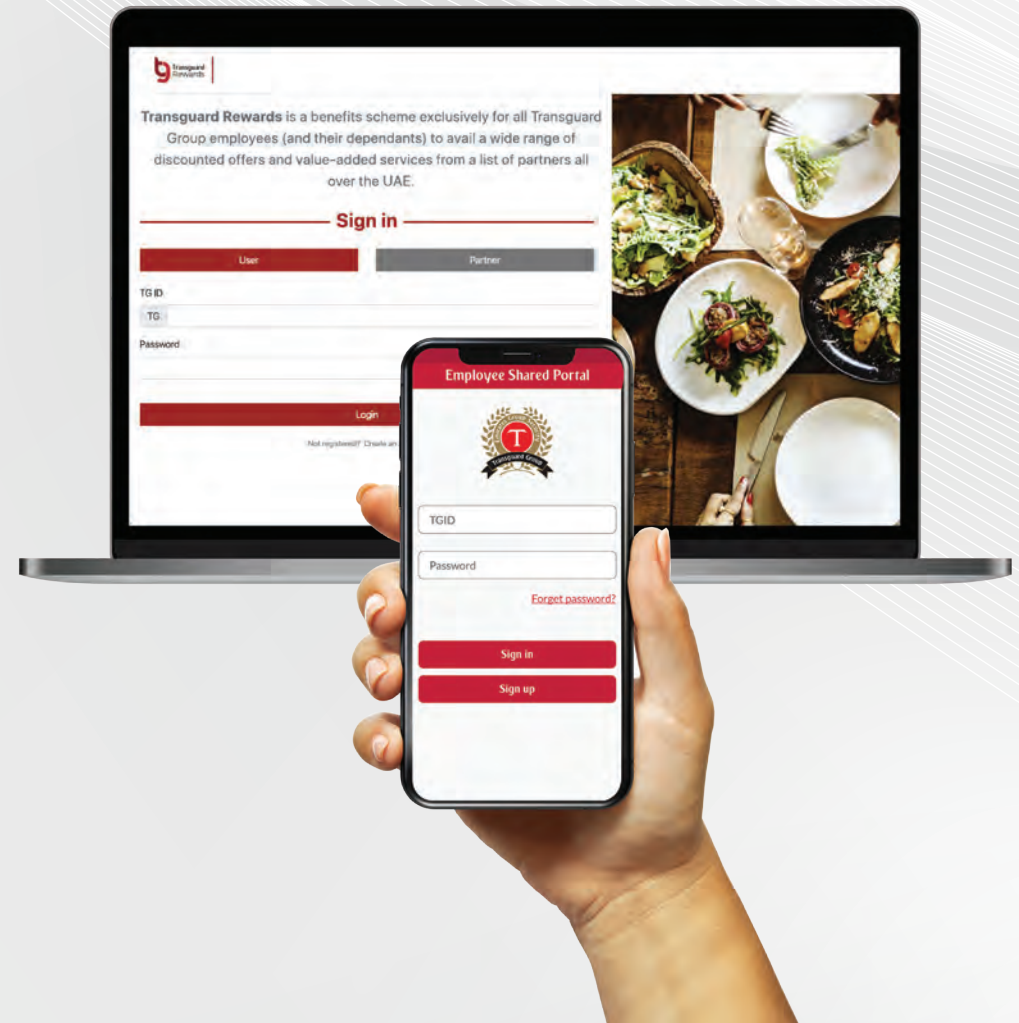 tg Transguard
Rewards
Transguard Rewards is a benefits scheme exclusively for all Transguard
Group employees (and their dependants) to avail a wide range of
discounted offers and value-added services from a list of partners all
over the UAE.
Sign in
User
Partner
TG ID
TG
Password
Login
Not registered? Create an
Employee Shared Portal
T
Transguard Group
TGID
Password
Forget password?
Sign in
Sign up